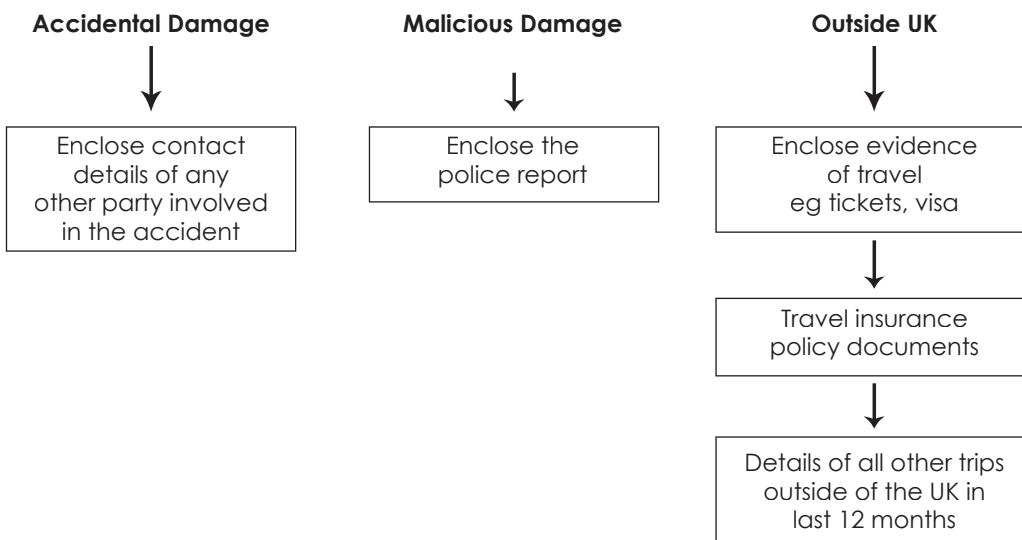 Accidental Damage
Enclose contact
details of any
other party involved
in the accident
Malicious Damage
Enclose the
police report
Outside UK
Enclose evidence
of travel
eg tickets, visa
Travel insurance
policy documents
Details of all other trips
outside of the UK in
last 12 months